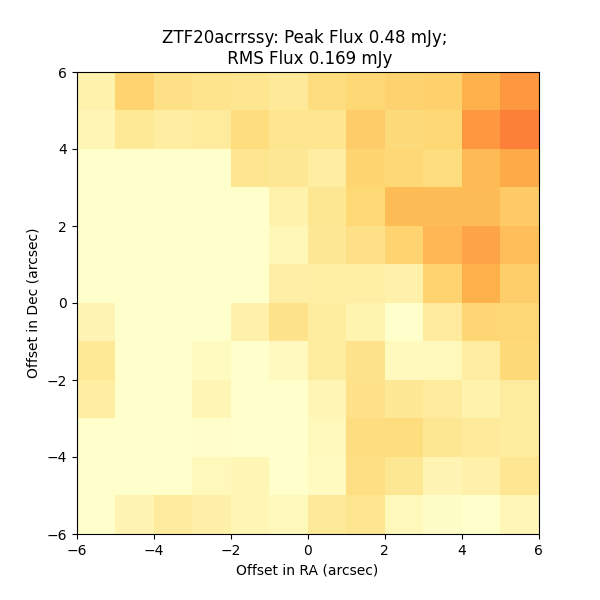 ZTF20acrrssy: Peak Flux 0.48 mJy;
RMS Flux 0.169 mJy
6
4
2
0
−2
−4
−6
Offset in Dec (arcsec)
−6 −4 −2 0 2 4 6
Offset in RA (arcsec)